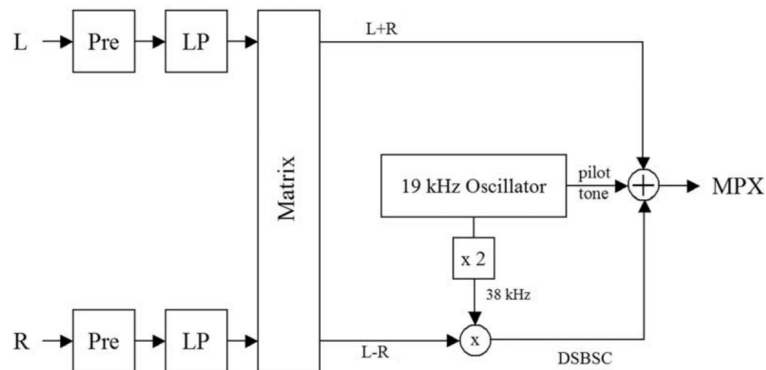 L
Pre
LP
L+R
Matrix
19 kHz Oscillator
pilot
tone
+
MPX
x 2
38 kHz
R
Pre
LP
L-R
x
DSBSC